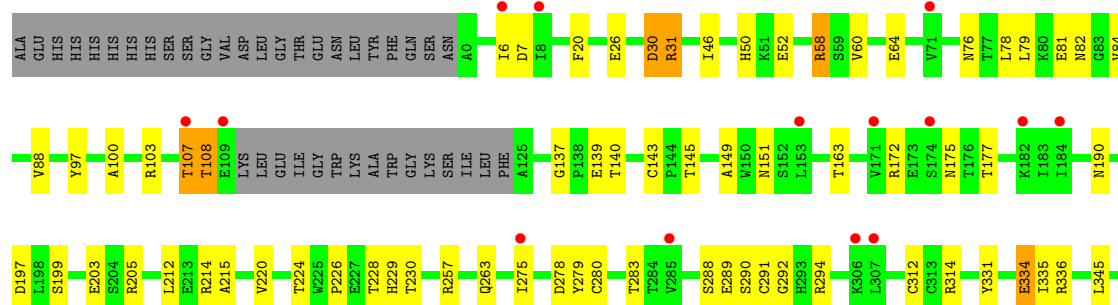 ALA GLU HIS HIS HIS HIS HIS HIS SER SER GLY VAL ASP LEU GLY THR GLU ASN LEU TYR PHE GLN SER ASN A0 I6 D7 I8 F20 E26 D30 R31 I46 H50 K51 E52 R58 S59 V60 E64 V71 N76 T77 L78 L79 K80 E81 N82 G83 V84
V88 Y97 A100 R103 T107 T108 E109 LYS LEU GLU ILE GLY TRP LYS ALA TRP GLY LYS SER ILE LEU PHE A125 G137 P138 E139 T140 C143 P144 T145 A149 W150 N151 S152 L153 T163 V171 R172 E173 S174 N175 T176 T177 K182 I183 I184 N190
D197 L198 S199 E203 S204 R205 L212 E213 R214 A215 V220 T224 W225 P226 E227 T228 H229 T230 R257 Q263 I275 D278 Y279 C280 T283 T284 V285 S288 E289 S290 C291 G292 H293 R294 K306 L307 C312 C313 R314 Y331 E334 I335 R336 L345